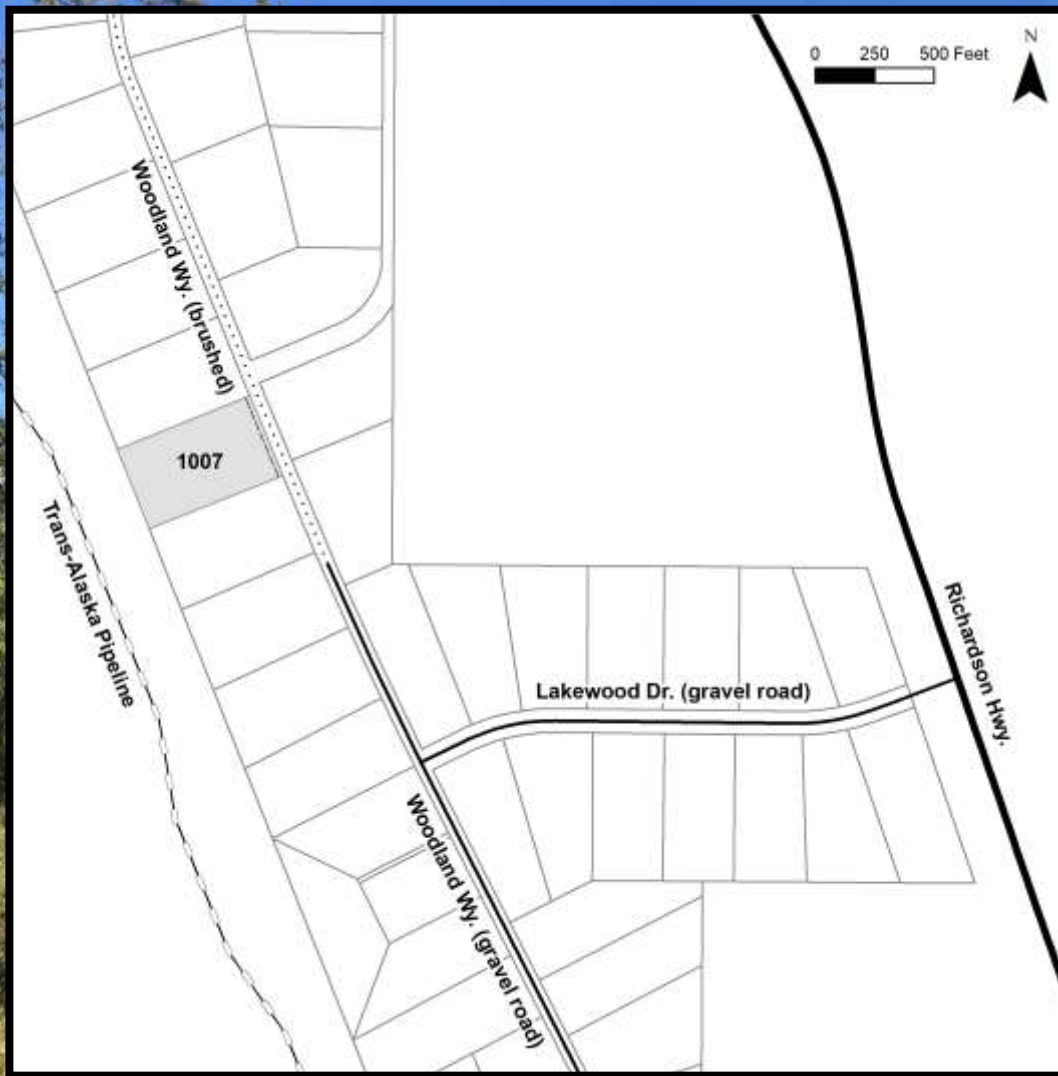 N
0 250 500 Feet
Woodland Wy. (brushed)
1007
Trans-Alaska Pipeline
Richardson Hwy.
Lakewood Dr. (gravel road)
Woodland Wy. (gravel road)